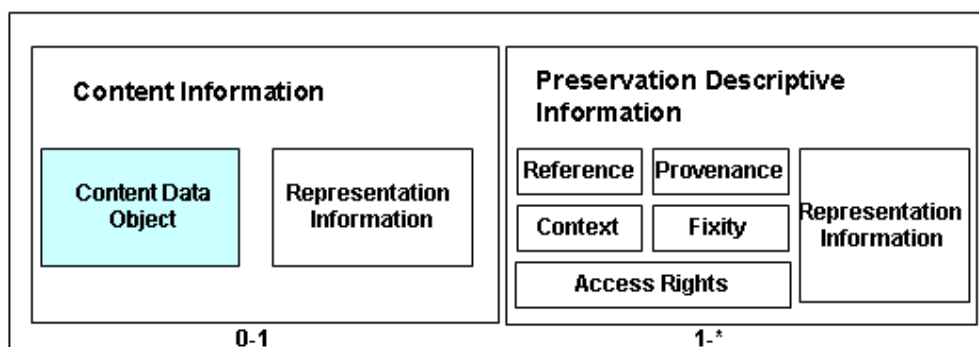 Content Information
Content Data
Object
Representation
Information
0-1
Preservation Descriptive
Information
Reference
Provenance
Context
Fixity
Access Rights
Representation
Information
1-*